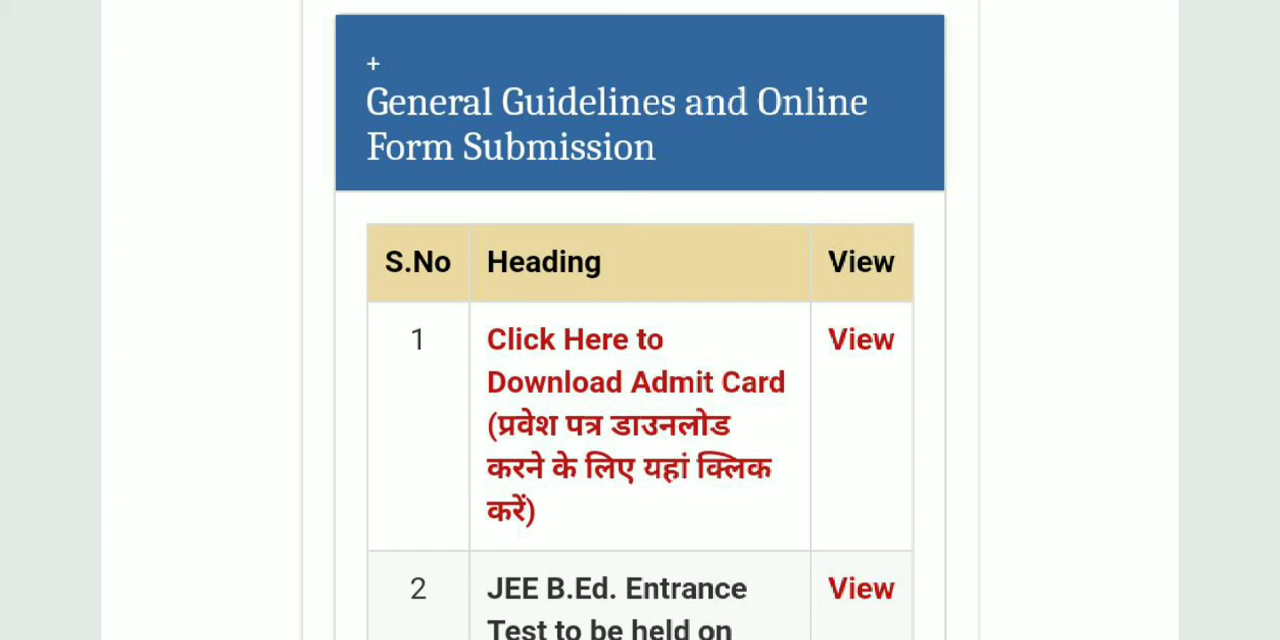 +
General Guidelines and Online
Form Submission
S.No Heading View
1 Click Here to View
Download Admit Card
(प्रवेश पत्र डाउनलोड
करने के लिए यहां क्लिक
करें)
2 JEE B.Ed. Entrance View
Test to be held on